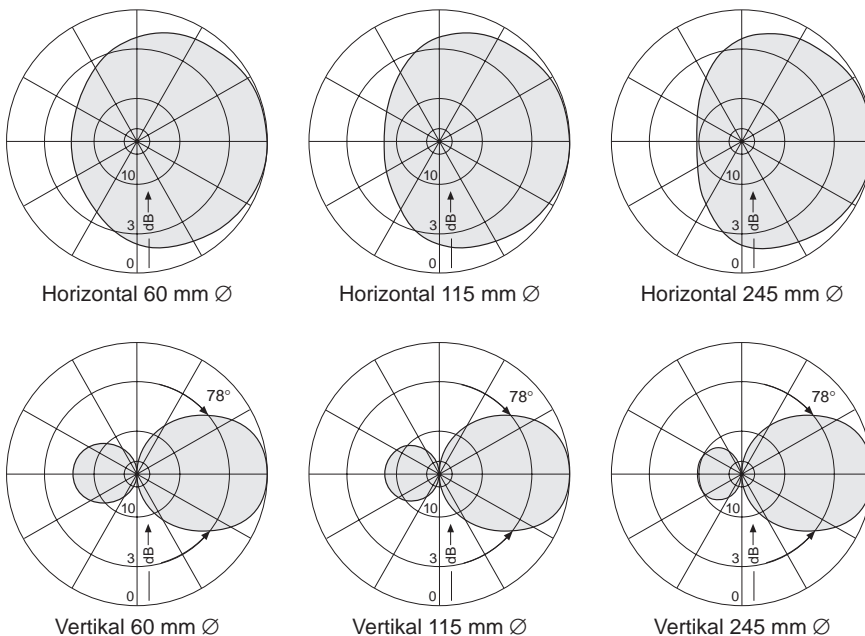 10
3
0
dB
Horizontal 60 mm ∅
10
3
0
dB
Horizontal 115 mm ∅
10
3
0
dB
Horizontal 245 mm ∅
78°
10
3
0
dB
Vertikal 60 mm ∅
78°
10
3
0
dB
Vertikal 115 mm ∅
78°
10
3
0
dB
Vertikal 245 mm ∅